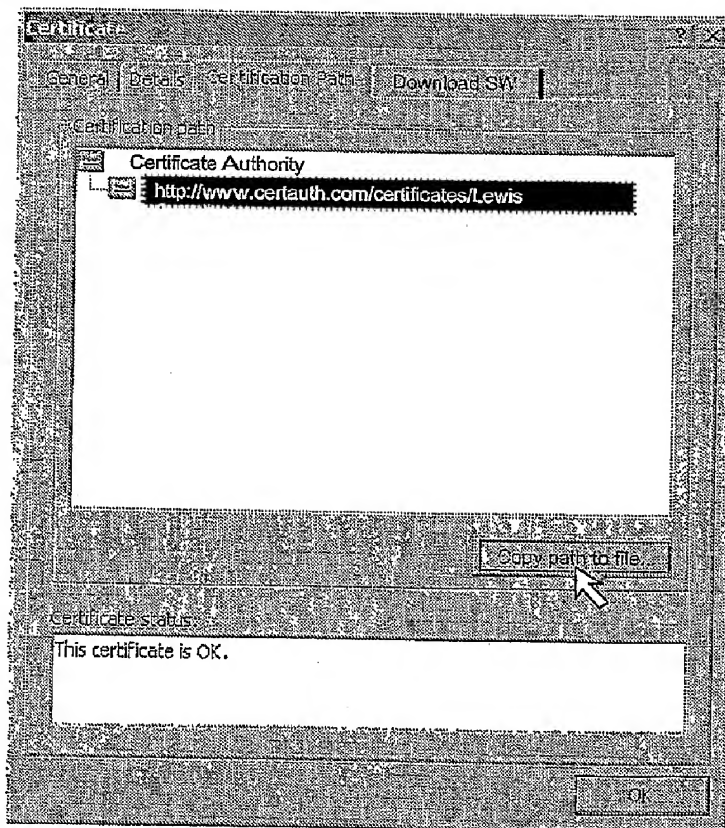 Certificate ? X
General Details Certification Path Download SW
Certification path
Certificate Authority
http://www.certauth.com/certificates/Lewis
Copy path to file...
Certificate status:
This certificate is OK.
OK